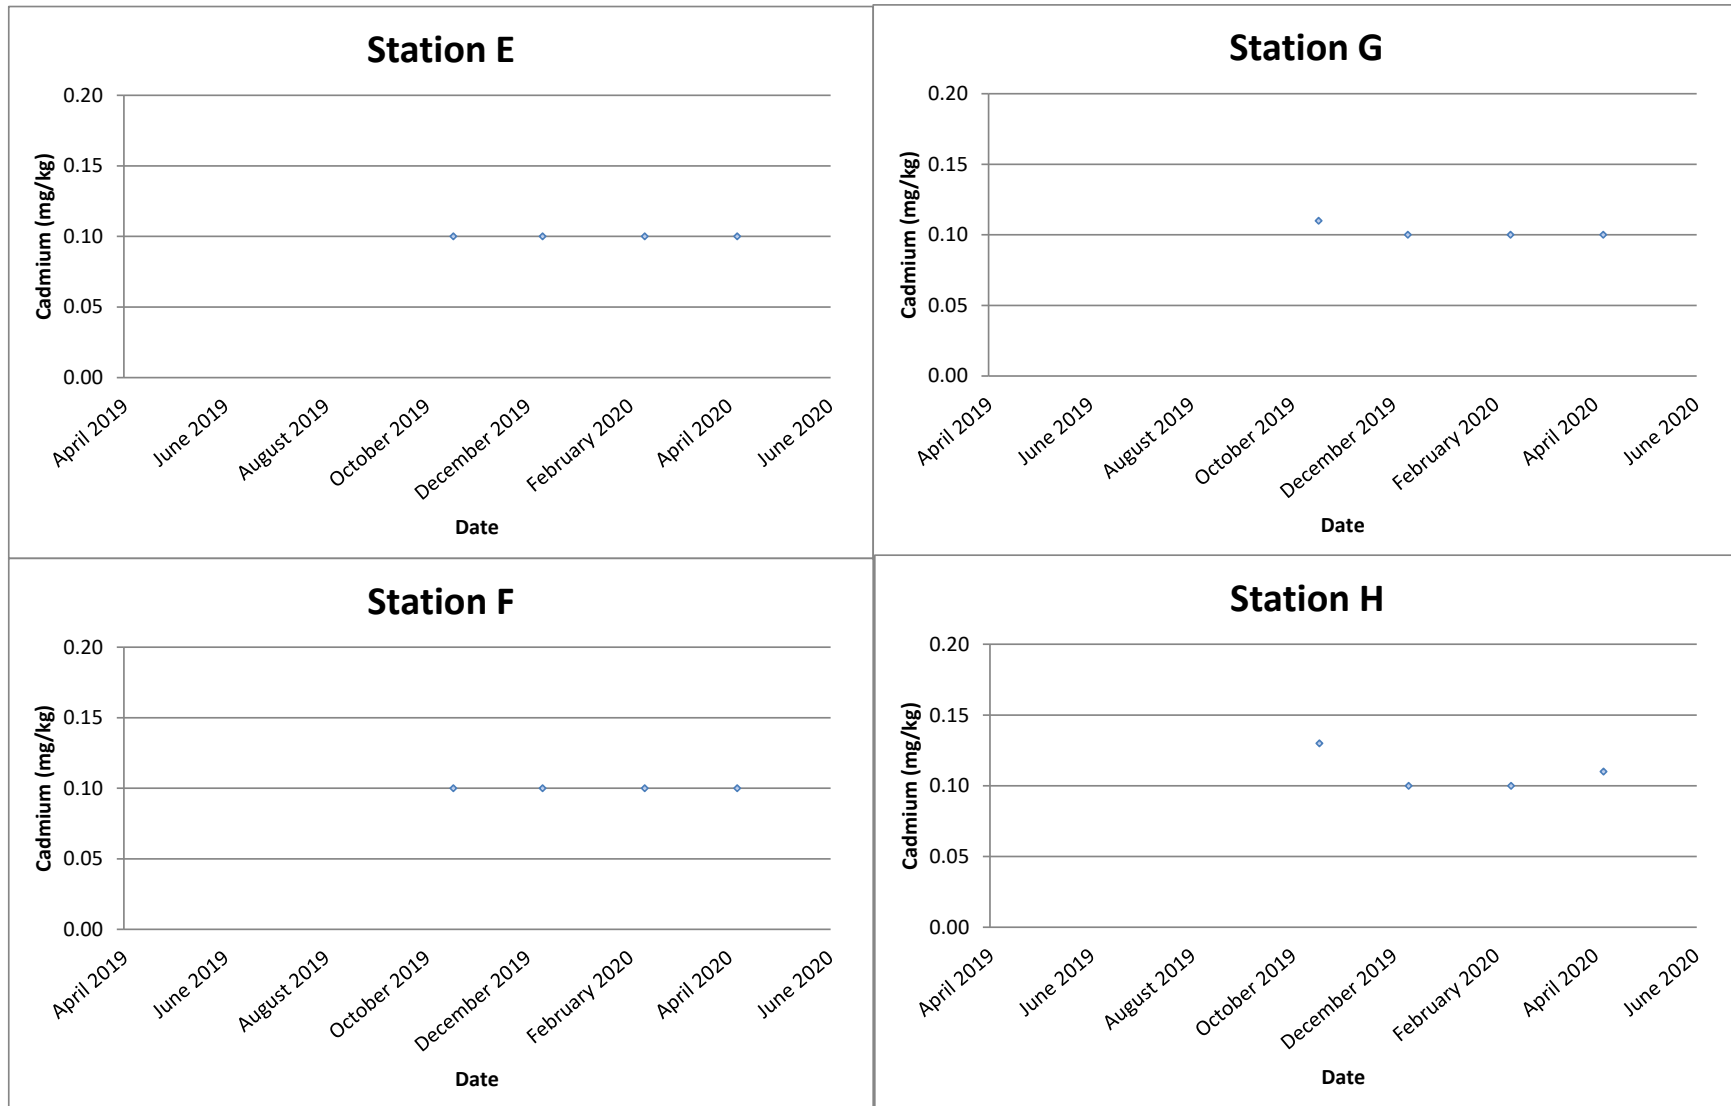 Station E
Cadmium (mg/kg)
0.20
0.15
0.10
0.05
0.00
April 2019
June 2019
August 2019
October 2019
December 2019
February 2020
April 2020
June 2020
Date
Station G
Cadmium (mg/kg)
0.20
0.15
0.10
0.05
0.00
April 2019
June 2019
August 2019
October 2019
December 2019
February 2020
April 2020
June 2020
Date
Station F
Cadmium (mg/kg)
0.20
0.15
0.10
0.05
0.00
April 2019
June 2019
August 2019
October 2019
December 2019
February 2020
April 2020
June 2020
Date
Station H
Cadmium (mg/kg)
0.20
0.15
0.10
0.05
0.00
April 2019
June 2019
August 2019
October 2019
December 2019
February 2020
April 2020
June 2020
Date